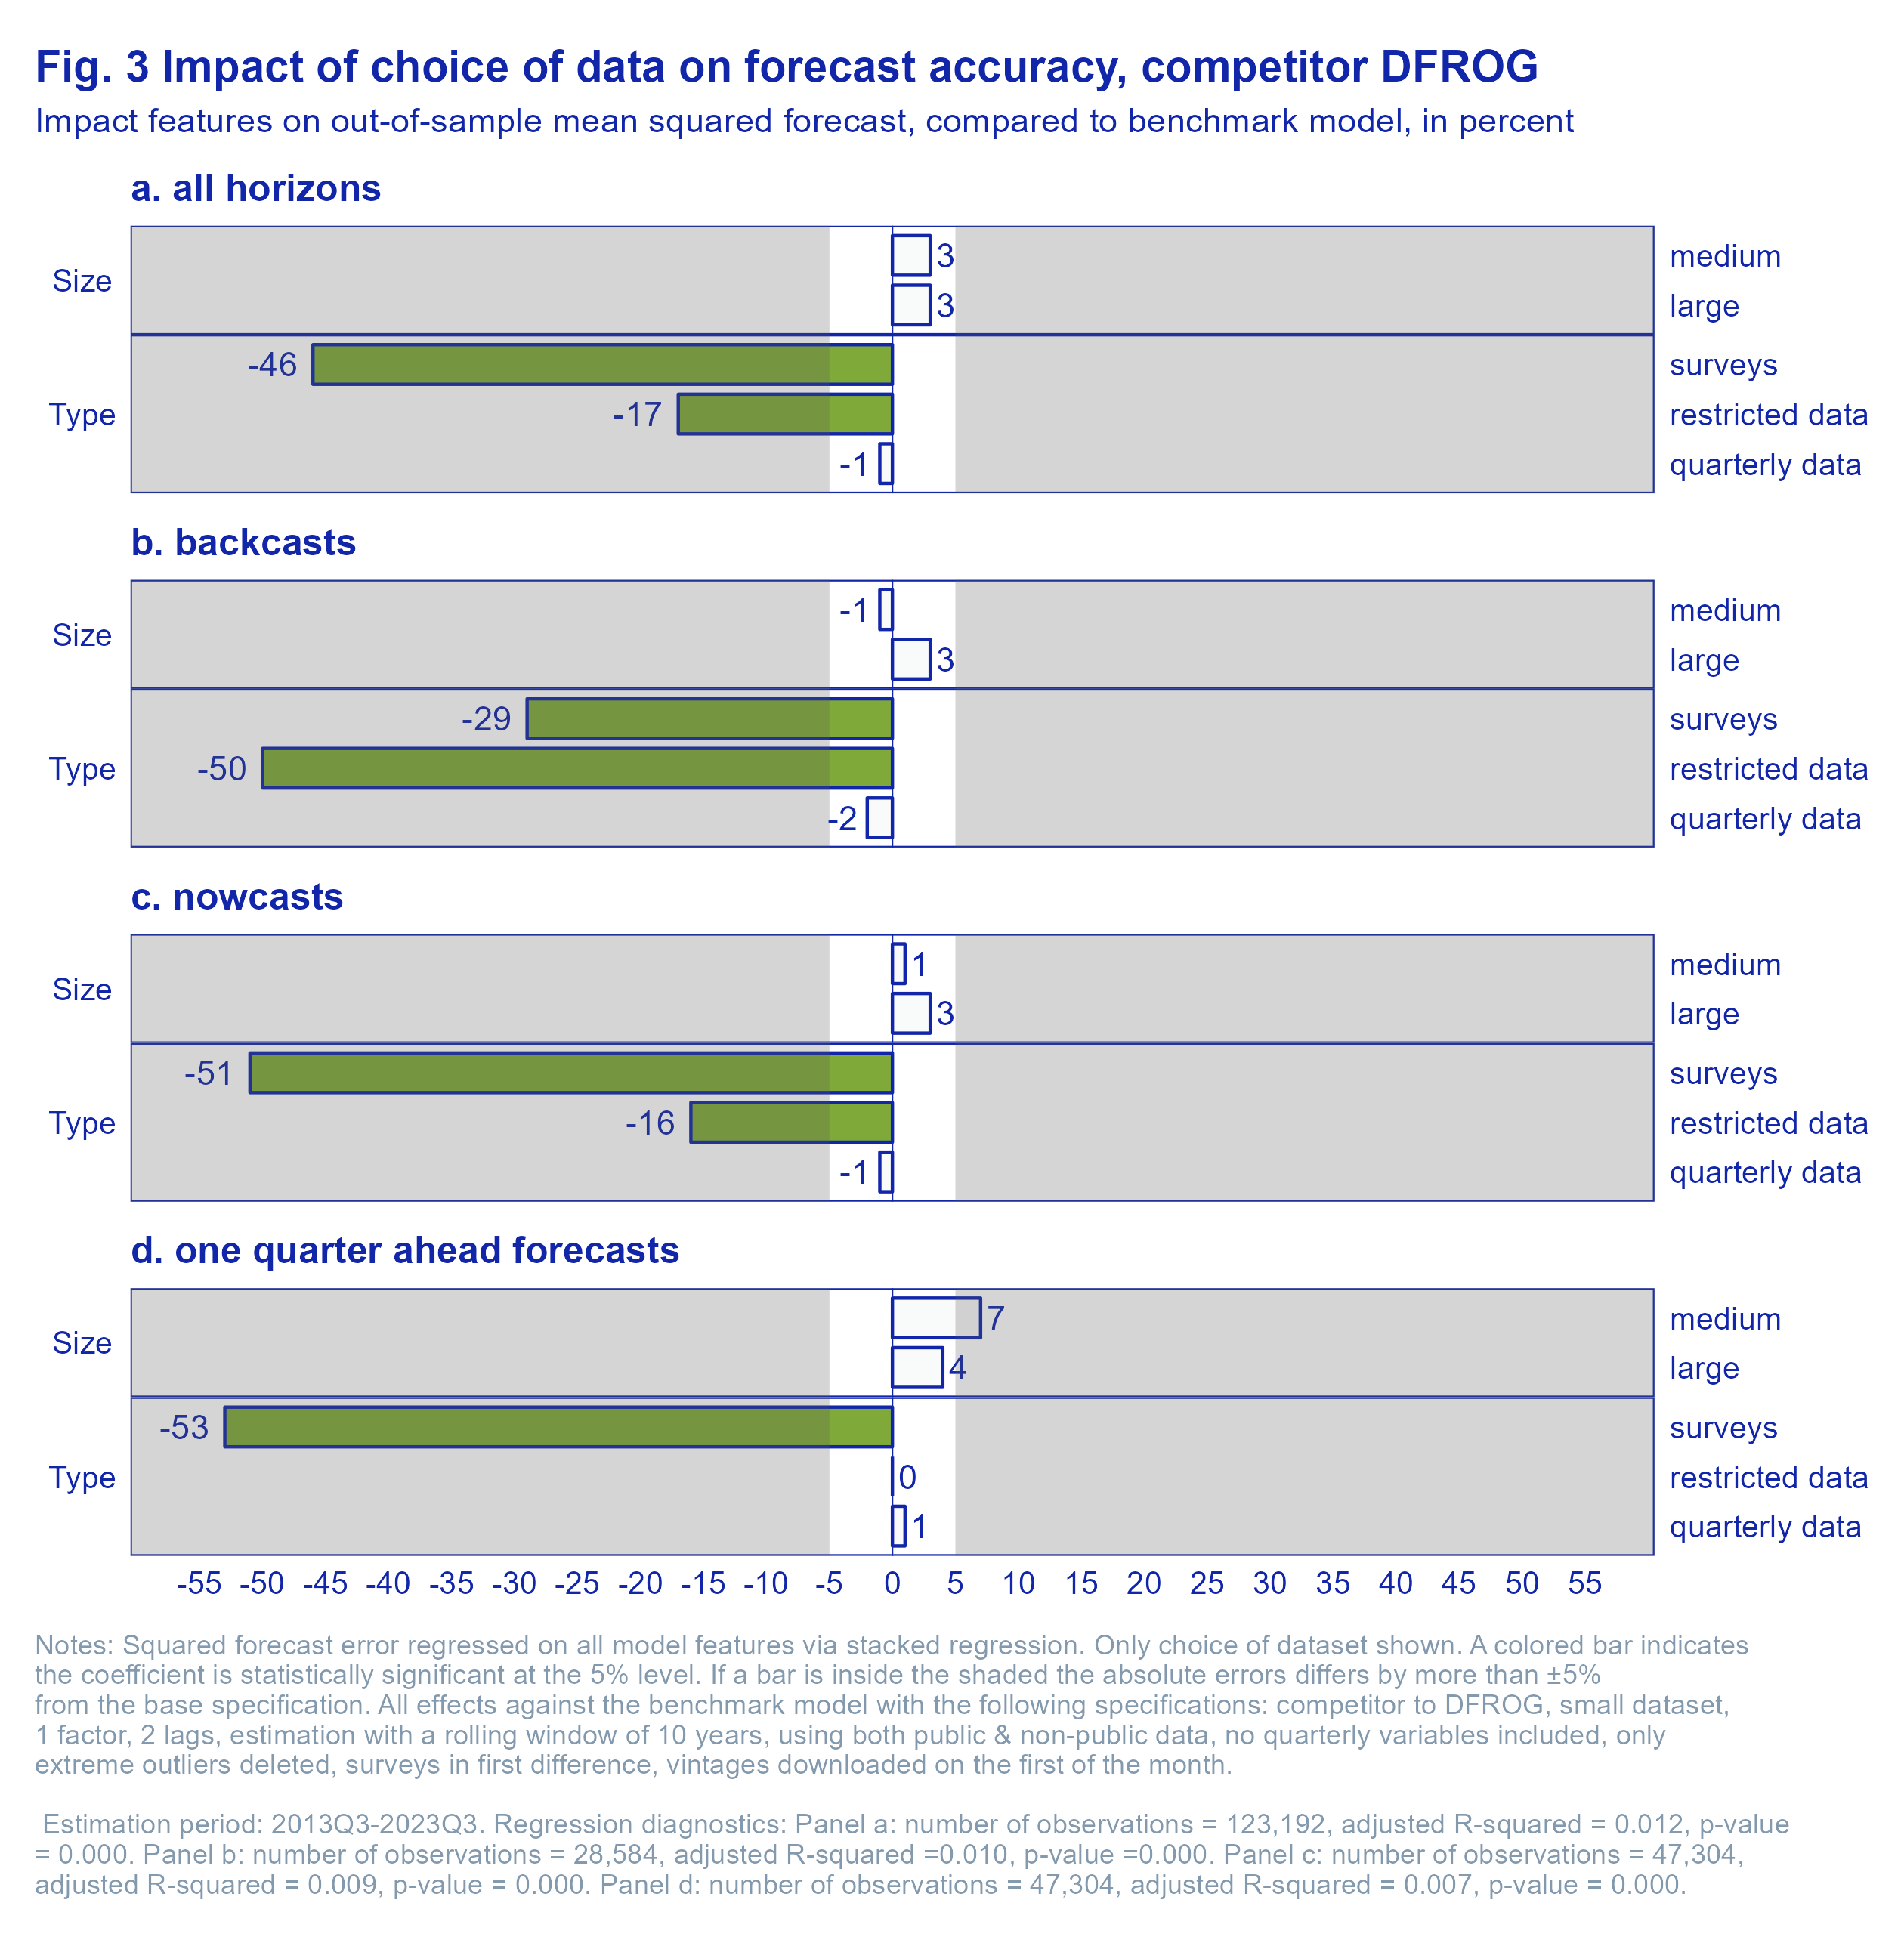 Fig. 3 Impact of choice of data on forecast accuracy, competitor DFROG
Impact features on out-of-sample mean squared forecast, compared to benchmark model, in percent
a. all horizons
Size
3 medium
3 large
Type
-46 surveys
-17 restricted data
-1 quarterly data
b. backcasts
Size
-1 medium
3 large
Type
-29 surveys
-50 restricted data
-2 quarterly data
c. nowcasts
Size
1 medium
3 large
Type
-51 surveys
-16 restricted data
-1 quarterly data
d. one quarter ahead forecasts
Size
7 medium
4 large
Type
-53 surveys
0 restricted data
1 quarterly data
-55 -50 -45 -40 -35 -30 -25 -20 -15 -10 -5 0 5 10 15 20 25 30 35 40 45 50 55
Notes: Squared forecast error regressed on all model features via stacked regression. Only choice of dataset shown. A colored bar indicates
the coefficient is statistically significant at the 5% level. If a bar is inside the shaded the absolute errors differs by more than ±5%
from the base specification. All effects against the benchmark model with the following specifications: competitor to DFROG, small dataset,
1 factor, 2 lags, estimation with a rolling window of 10 years, using both public & non-public data, no quarterly variables included, only
extreme outliers deleted, surveys in first difference, vintages downloaded on the first of the month.
Estimation period: 2013Q3-2023Q3. Regression diagnostics: Panel a: number of observations = 123,192, adjusted R-squared = 0.012, p-value
= 0.000. Panel b: number of observations = 28,584, adjusted R-squared =0.010, p-value =0.000. Panel c: number of observations = 47,304,
adjusted R-squared = 0.009, p-value = 0.000. Panel d: number of observations = 47,304, adjusted R-squared = 0.007, p-value = 0.000.